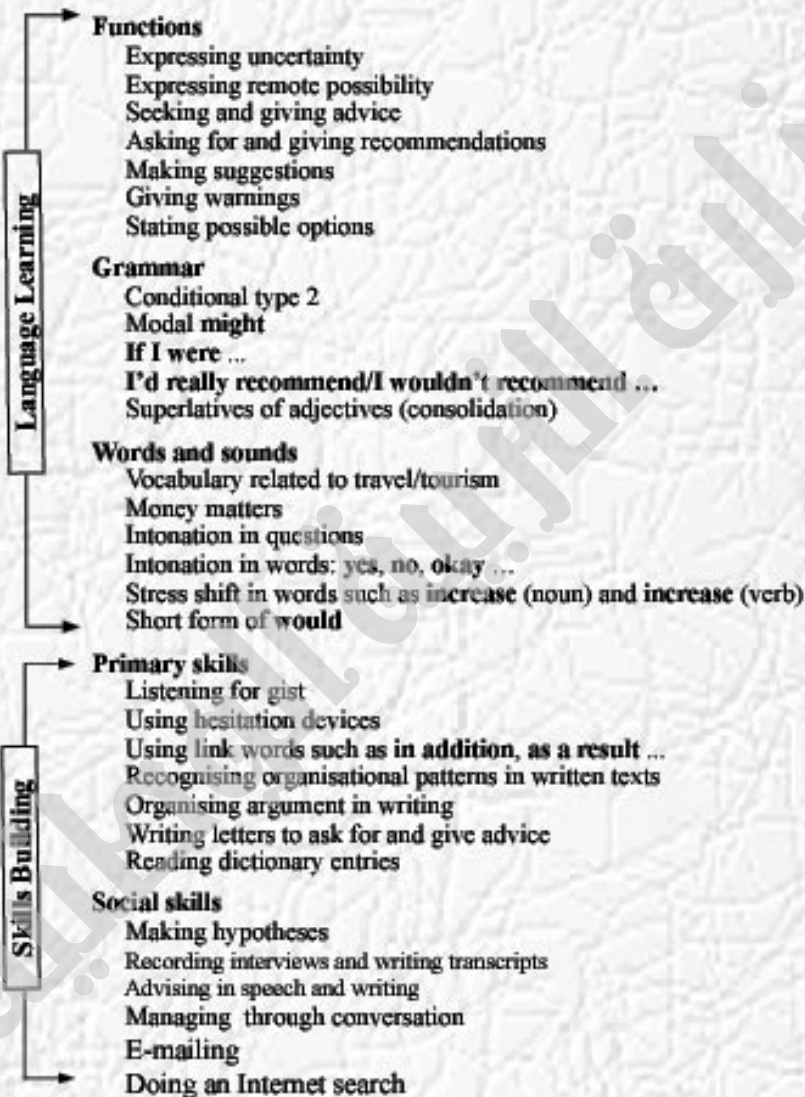 Functions
Expressing uncertainty
Expressing remote possibility
Seeking and giving advice
Asking for and giving recommendations
Making suggestions
Giving warnings
Stating possible options
Grammar
Conditional type 2
Modal might
If I were ...
I'd really recommend/I wouldn't recommend ...
Superlatives of adjectives (consolidation)
Words and sounds
Vocabulary related to travel/tourism
Money matters
Intonation in questions
Intonation in words: yes, no, okay ...
Stress shift in words such as increase (noun) and increase (verb)
Short form of would
Language Learning
Primary skills
Listening for gist
Using hesitation devices
Using link words such as in addition, as a result ...
Recognising organisational patterns in written texts
Organising argument in writing
Writing letters to ask for and give advice
Reading dictionary entries
Social skills
Making hypotheses
Recording interviews and writing transcripts
Advising in speech and writing
Managing through conversation
E-mailing
Doing an Internet search
Skills Building